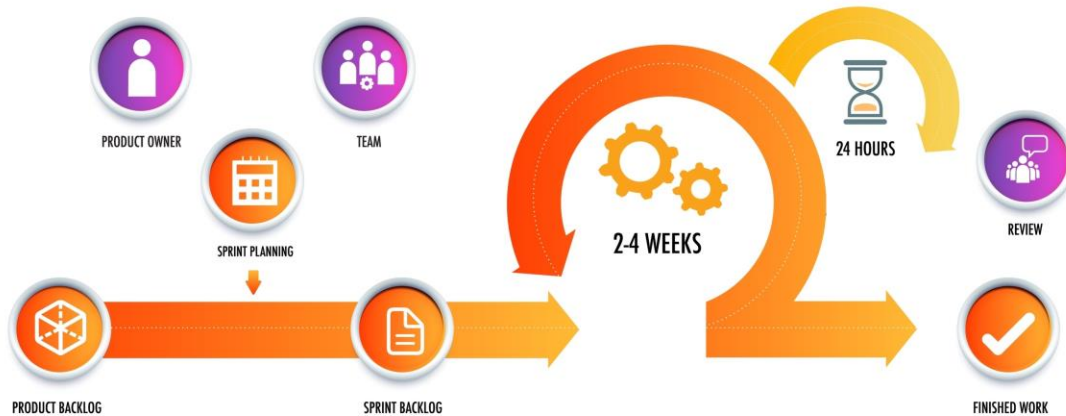 PRODUCT OWNER
TEAM
24 HOURS
SPRINT PLANNING
2-4 WEEKS
REVIEW
PRODUCT BACKLOG
SPRINT BACKLOG
FINISHED WORK